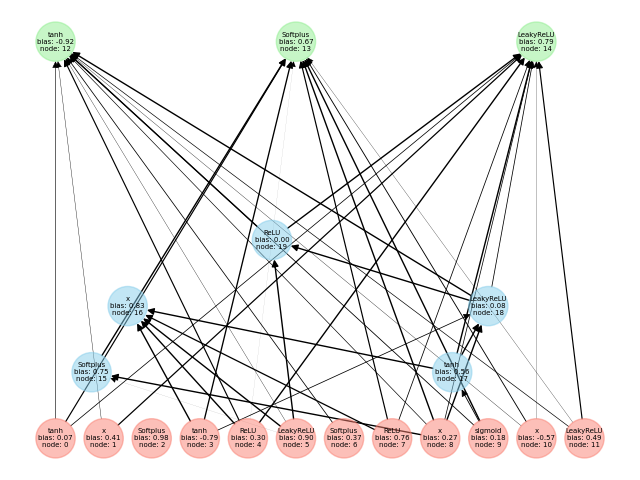 tanh
bias: -0.92
node: 12
Softplus
bias: 0.67
node: 13
LeakyReLU
bias: 0.79
node: 14
ReLU
bias: 0.00
node: 19
x
bias: 0.83
node: 16
LeakyReLU
bias: 0.08
node: 18
Softplus
bias: 0.75
node: 15
tanh
bias: 0.56
node: 17
tanh
bias: 0.07
node: 0
x
bias: 0.41
node: 1
Softplus
bias: 0.98
node: 2
tanh
bias: -0.79
node: 3
ReLU
bias: 0.30
node: 4
LeakyReLU
bias: 0.90
node: 5
Softplus
bias: 0.37
node: 6
ReLU
bias: 0.76
node: 7
x
bias: 0.27
node: 8
sigmoid
bias: 0.18
node: 9
x
bias: -0.57
node: 10
LeakyReLU
bias: 0.49
node: 11